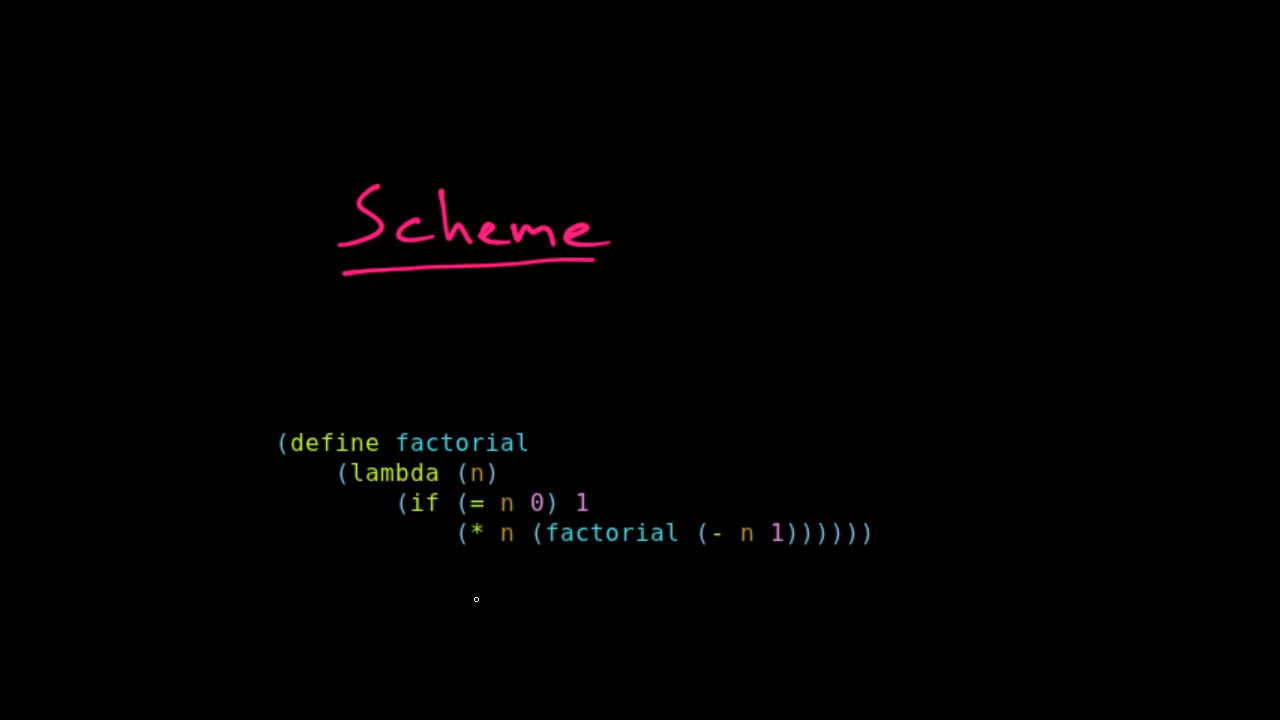 Scheme
(define factorial
(lambda (n)
(if (= n 0) 1
(* n (factorial (- n 1))))))